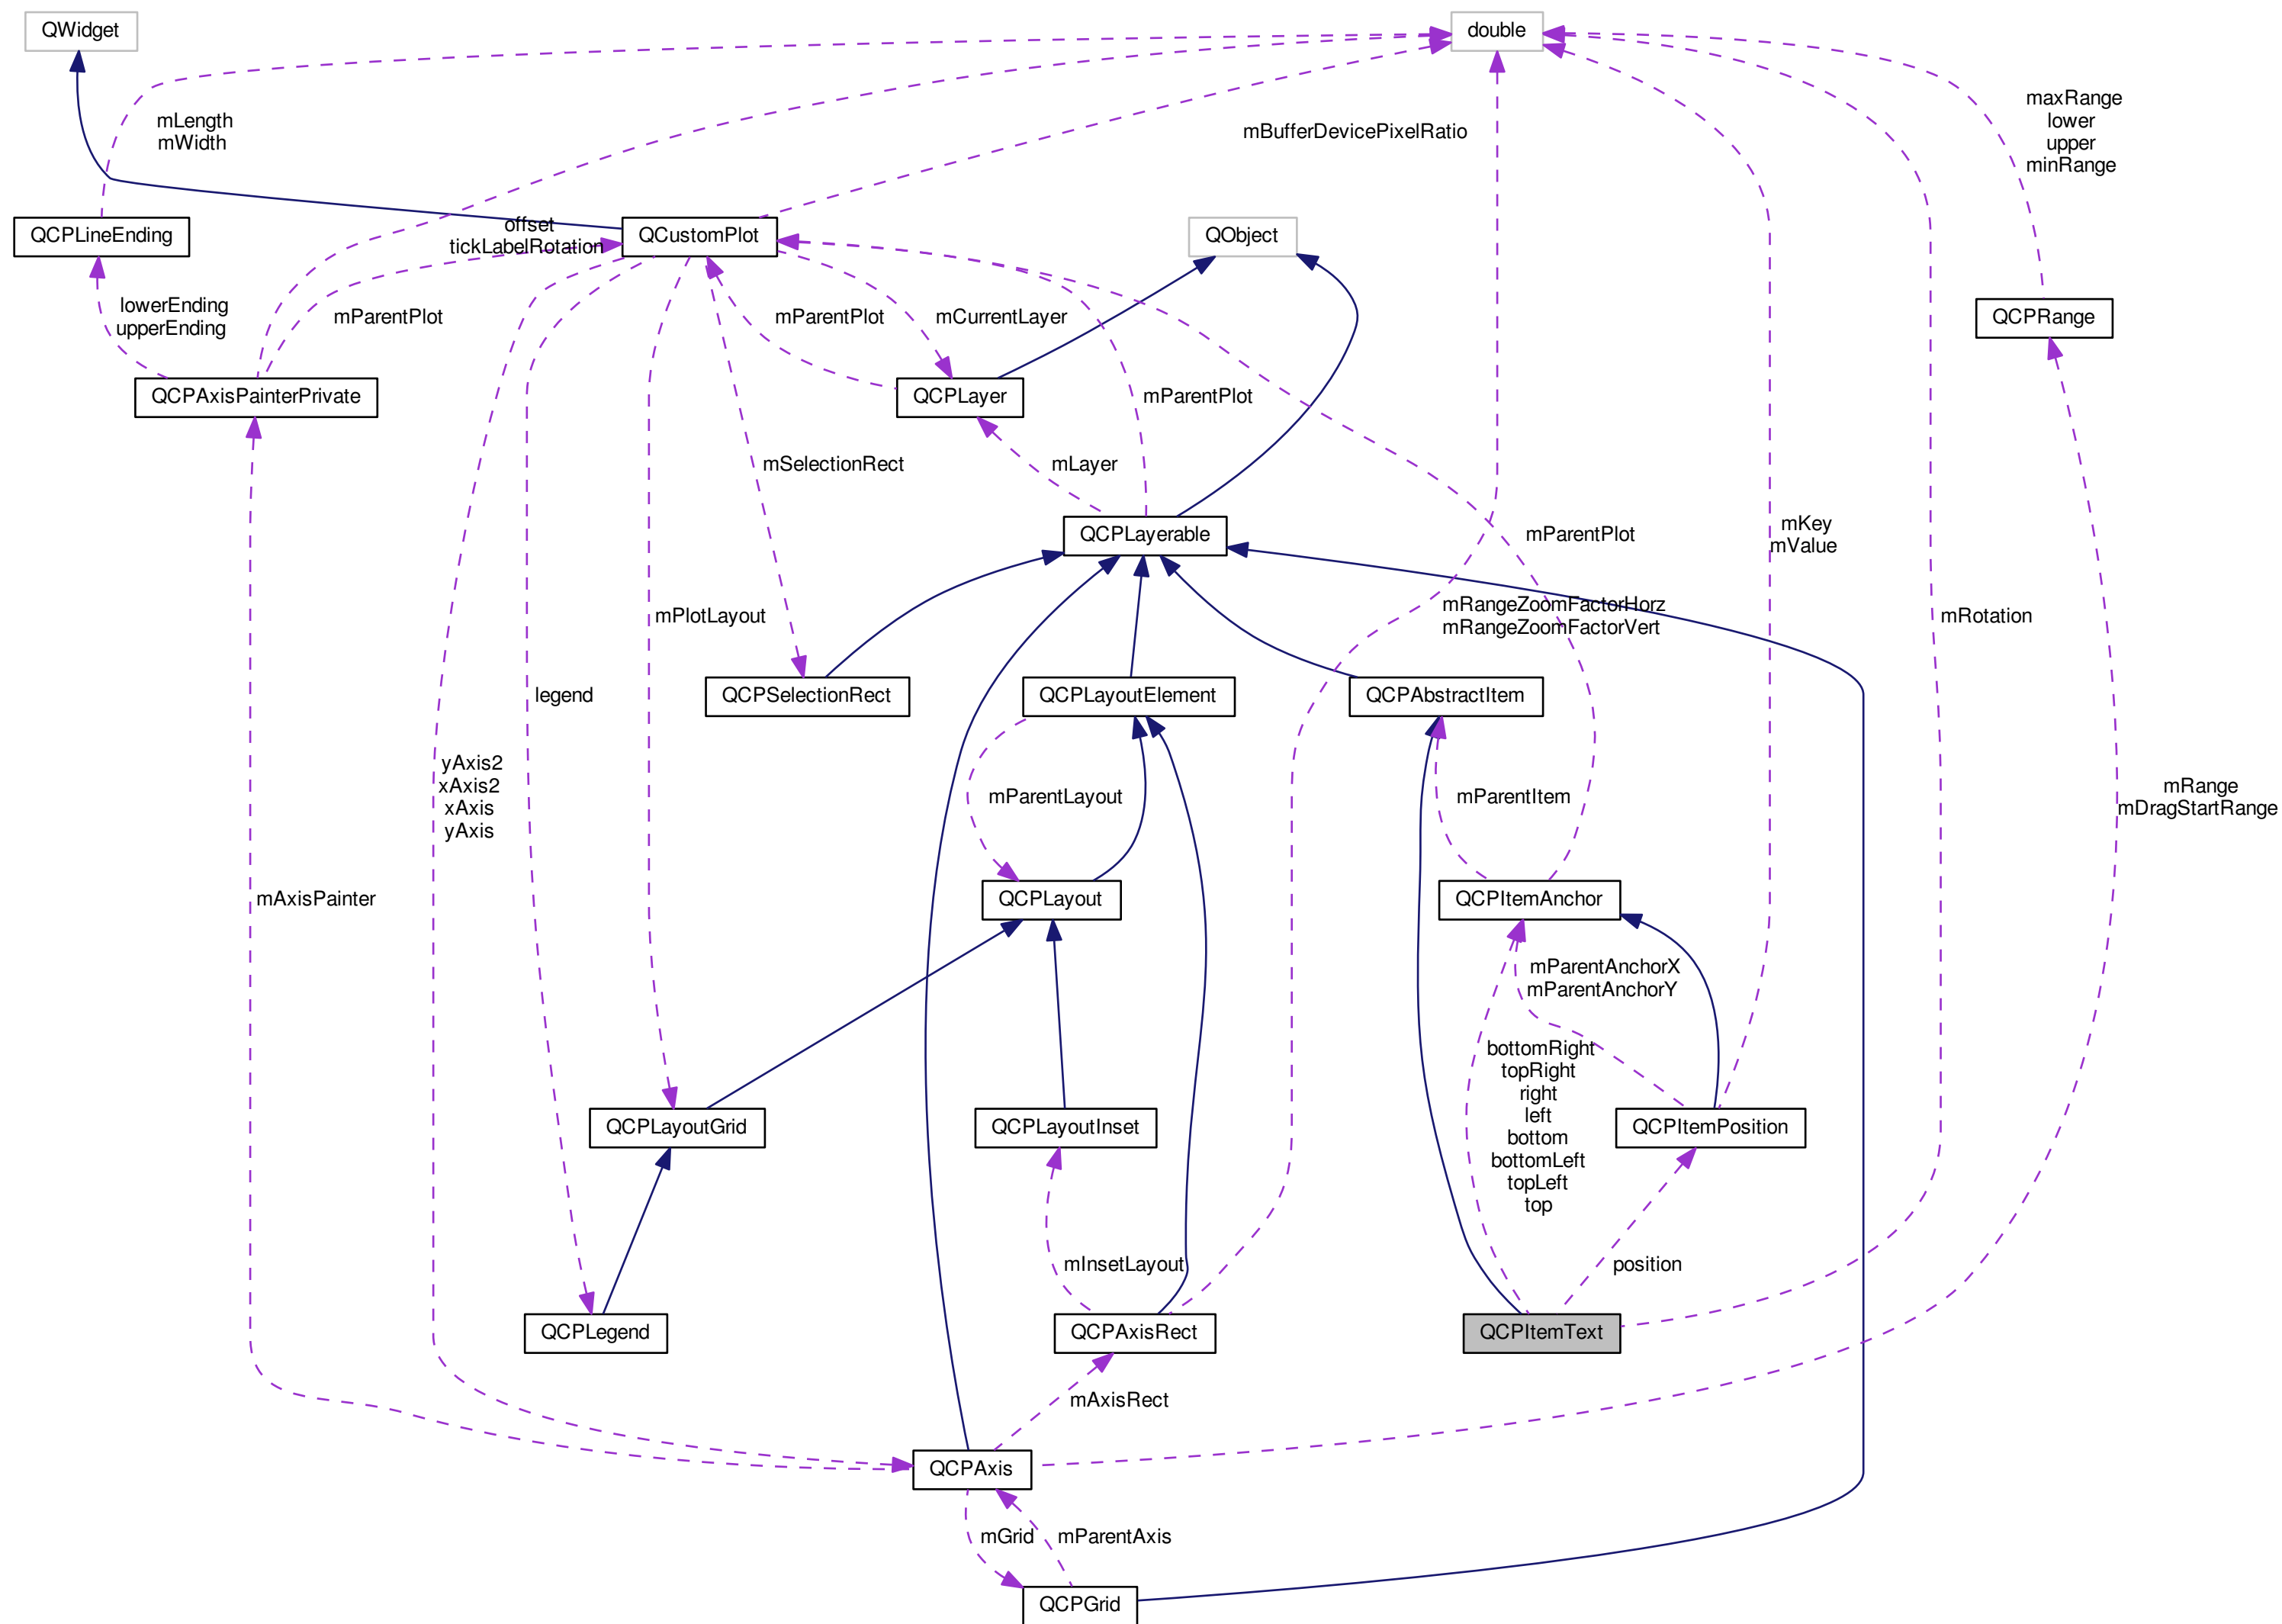 QWidget
double
maxRange
lower
upper
minRange
mLength
mWidth
mBufferDevicePixelRatio
offset
tickLabelRotation
QCPLineEnding
QCustomPlot
QObject
lowerEnding
upperEnding
mParentPlot
mParentPlot
mCurrentLayer
QCPRange
QCPAxisPainterPrivate
QCPLayer
mParentPlot
mSelectionRect
mLayer
QCPLayerable
mParentPlot
mKey
mValue
mPlotLayout
mRangeZoomFactorHorz
mRangeZoomFactorVert
mRotation
legend
QCPSelectionRect
QCPLayoutElement
QCPAbstractItem
yAxis2
xAxis2
xAxis
yAxis
mParentLayout
mParentItem
mRange
mDragStartRange
mAxisPainter
QCPLayout
QCPItemAnchor
mParentAnchorX
mParentAnchorY
bottomRight
topRight
right
left
bottom
bottomLeft
topLeft
top
QCPLayoutGrid
QCPLayoutInset
QCPItemPosition
mInsetLayout
position
QCPLegend
QCPAxisRect
QCPItemText
mAxisRect
QCPAxis
mGrid
mParentAxis
QCPGrid